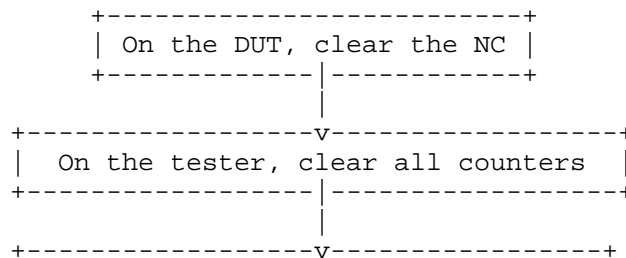 +---------------------------+
| On the DUT, clear the NC |
+-------------|------------+
|
+------------------v------------------+
| On the tester, clear all counters |
+------------------|------------------+
|
+------------------v-----------------+